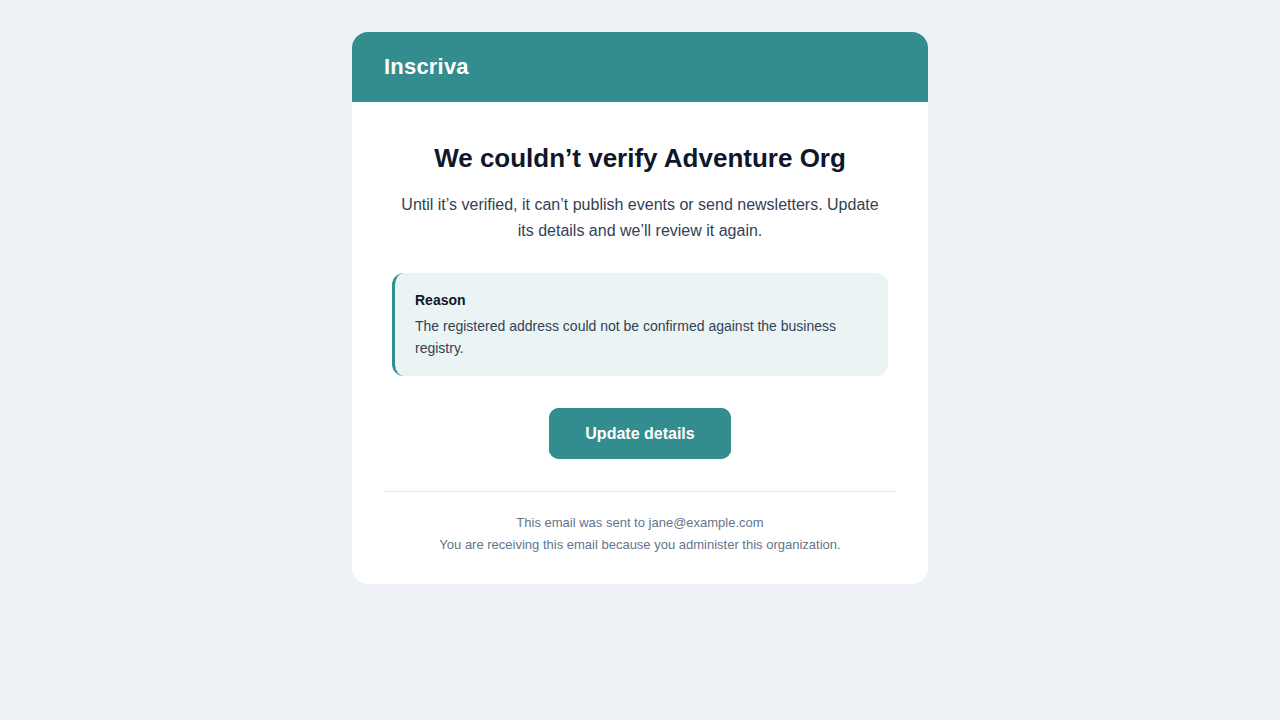 Inscriva
We couldn’t verify Adventure Org
Until it’s verified, it can’t publish events or send newsletters. Update
its details and we’ll review it again.
Reason
The registered address could not be confirmed against the business
registry.
Update details
This email was sent to jane@example.com
You are receiving this email because you administer this organization.